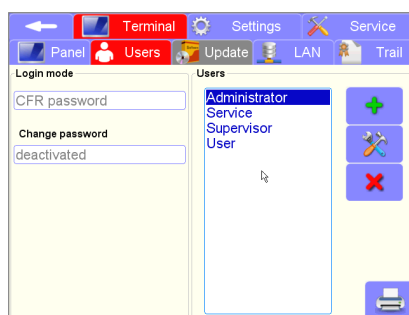 Terminal Settings Service
Panel Users Update LAN Trail
Login mode
CFR password
Change password
deactivated
Users
Administrator
Service
Supervisor
User